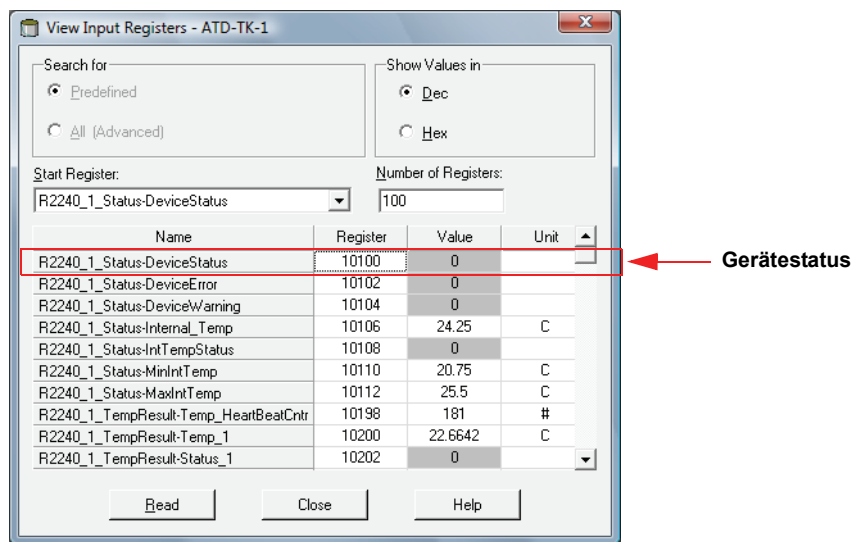 View Input Registers - ATD-TK-1
Search for
Predefined
All (Advanced)
Show Values in
Dec
Hex
Start Register:
R2240_1_Status-DeviceStatus
Number of Registers:
100
Name Register Value Unit
R2240_1_Status-DeviceStatus 10100 0
R2240_1_Status-DeviceError 10102 0
R2240_1_Status-DeviceWarning 10104 0
R2240_1_Status-Internal_Temp 10106 24.25 C
R2240_1_Status-IntTempStatus 10108 0
R2240_1_Status-MinIntTemp 10110 20.75 C
R2240_1_Status-MaxIntTemp 10112 25.5 C
R2240_1_TempResult-Temp_HeartBeatCntr 10198 181 #
R2240_1_TempResult-Temp_1 10200 22.6642 C
R2240_1_TempResult-Status_1 10202 0
Gerätestatus
Read Close Help